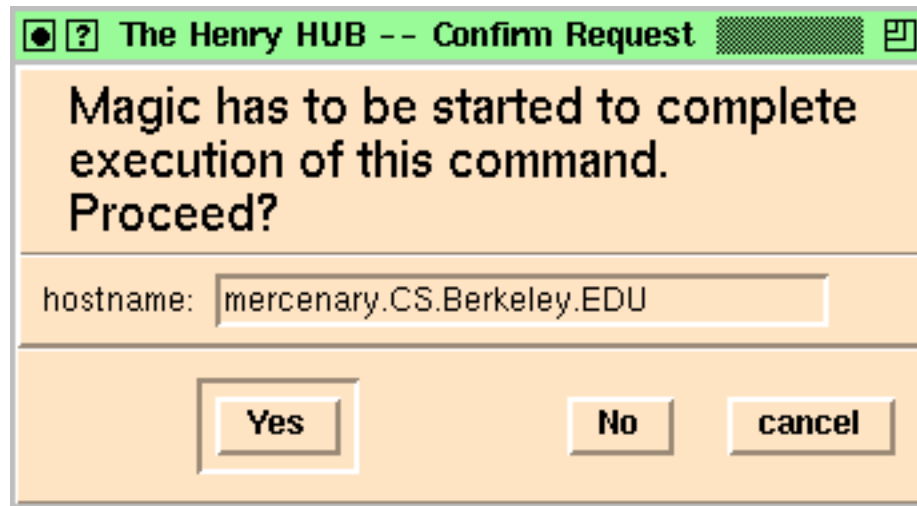 ? The Henry HUB -- Confirm Request
Magic has to be started to complete
execution of this command.
Proceed?
hostname: mercenary.CS.Berkeley.EDU
Yes No cancel